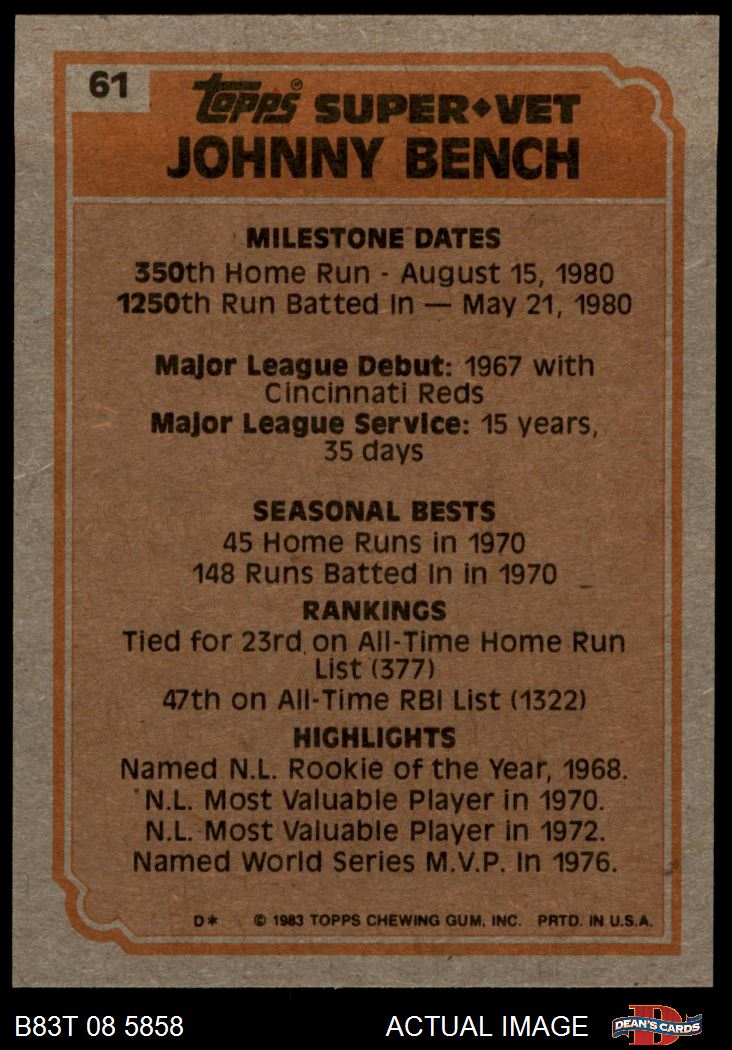 61
Topps® SUPER◆VET
JOHNNY BENCH
MILESTONE DATES
350th Home Run - August 15, 1980
1250th Run Batted In — May 21, 1980
Major League Debut: 1967 with
Cincinnati Reds
Major League Service: 15 years,
35 days
SEASONAL BESTS
45 Home Runs in 1970
148 Runs Batted In in 1970
RANKINGS
Tied for 23rd on All-Time Home Run
List (377)
47th on All-Time RBI List (1322)
HIGHLIGHTS
Named N.L. Rookie of the Year, 1968.
N.L. Most Valuable Player in 1970.
N.L. Most Valuable Player in 1972.
Named World Series M.V.P. In 1976.
D* © 1983 TOPPS CHEWING GUM, INC. PRTD. IN U.S.A.
B83T 08 5858 ACTUAL IMAGE D DEAN'S CARDS